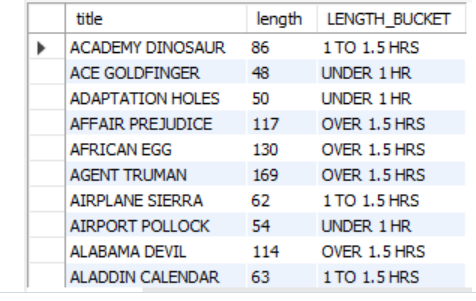 title length LENGTH_BUCKET
ACADEMY DINOSAUR 86 1 TO 1.5 HRS
ACE GOLDFINGER 48 UNDER 1 HR
ADAPTATION HOLES 50 UNDER 1 HR
AFFAIR PREJUDICE 117 OVER 1.5 HRS
AFRICAN EGG 130 OVER 1.5 HRS
AGENT TRUMAN 169 OVER 1.5 HRS
AIRPLANE SIERRA 62 1 TO 1.5 HRS
AIRPORT POLLOCK 54 UNDER 1 HR
ALABAMA DEVIL 114 OVER 1.5 HRS
ALADDIN CALENDAR 63 1 TO 1.5 HRS